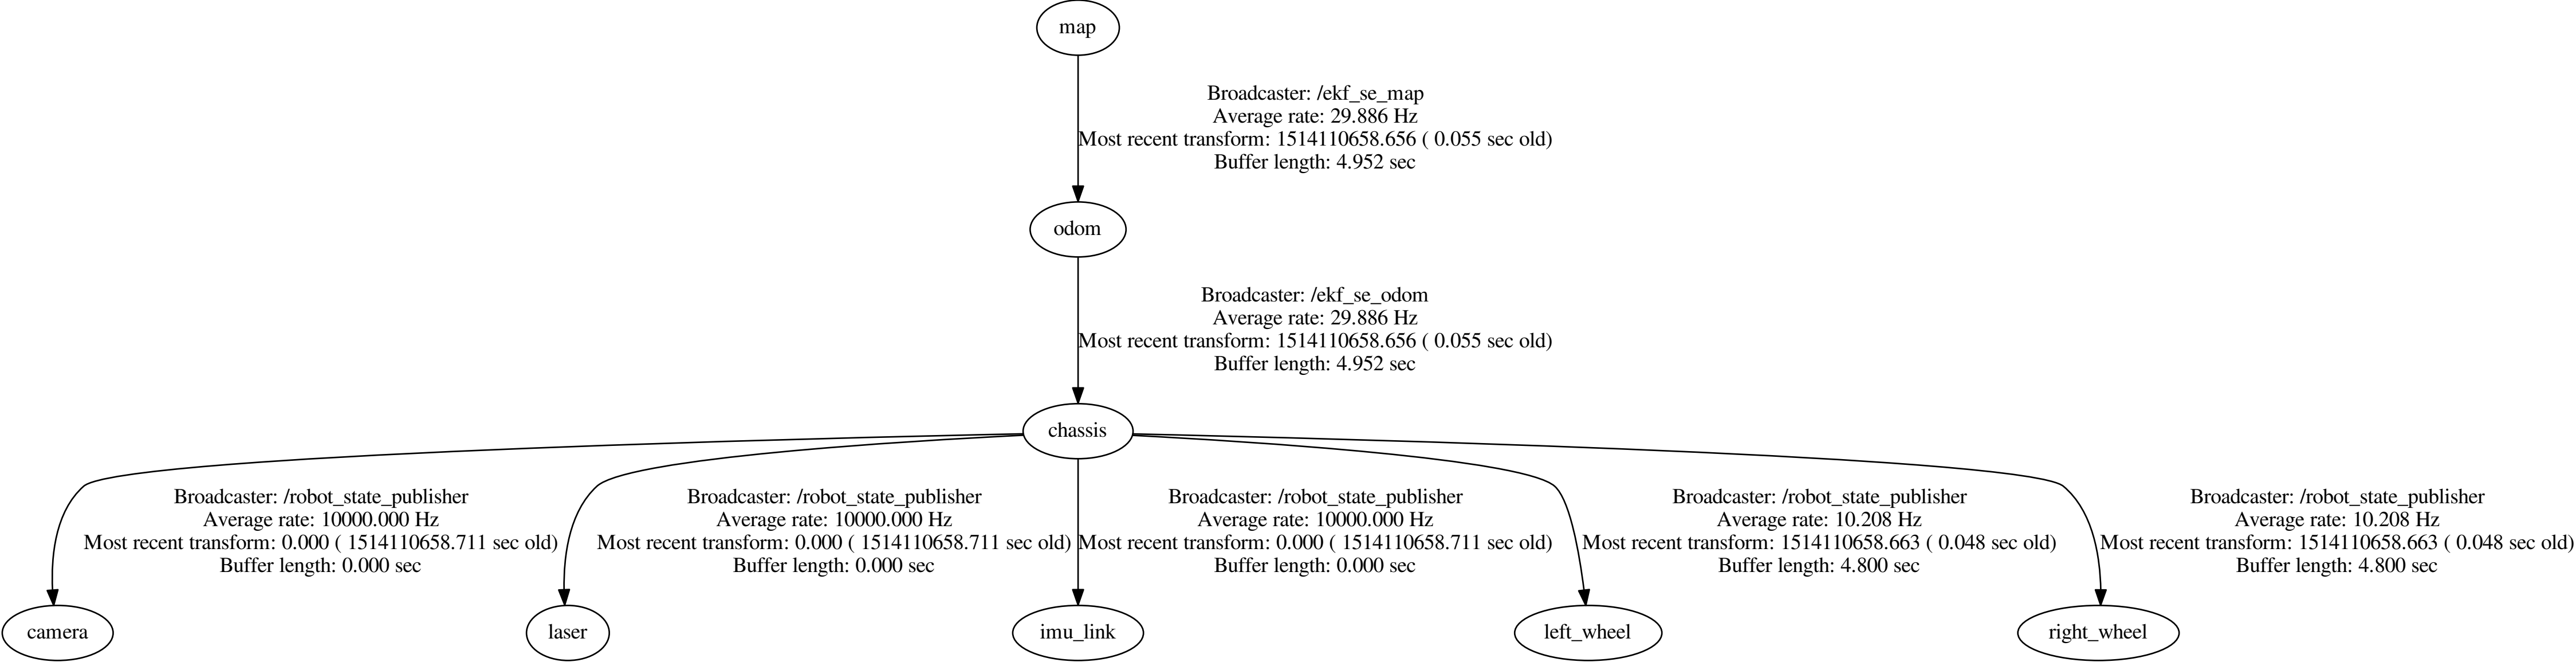 map
Broadcaster: /ekf_se_map
Average rate: 29.886 Hz
Most recent transform: 1514110658.656 ( 0.055 sec old)
Buffer length: 4.952 sec
odom
Broadcaster: /ekf_se_odom
Average rate: 29.886 Hz
Most recent transform: 1514110658.656 ( 0.055 sec old)
Buffer length: 4.952 sec
chassis
Broadcaster: /robot_state_publisher
Average rate: 10000.000 Hz
Most recent transform: 0.000 ( 1514110658.711 sec old)
Buffer length: 0.000 sec
Broadcaster: /robot_state_publisher
Average rate: 10000.000 Hz
Most recent transform: 0.000 ( 1514110658.711 sec old)
Buffer length: 0.000 sec
Broadcaster: /robot_state_publisher
Average rate: 10000.000 Hz
Most recent transform: 0.000 ( 1514110658.711 sec old)
Buffer length: 0.000 sec
Broadcaster: /robot_state_publisher
Average rate: 10.208 Hz
Most recent transform: 1514110658.663 ( 0.048 sec old)
Buffer length: 4.800 sec
Broadcaster: /robot_state_publisher
Average rate: 10.208 Hz
Most recent transform: 1514110658.663 ( 0.048 sec old)
Buffer length: 4.800 sec
camera
laser
imu_link
left_wheel
right_wheel